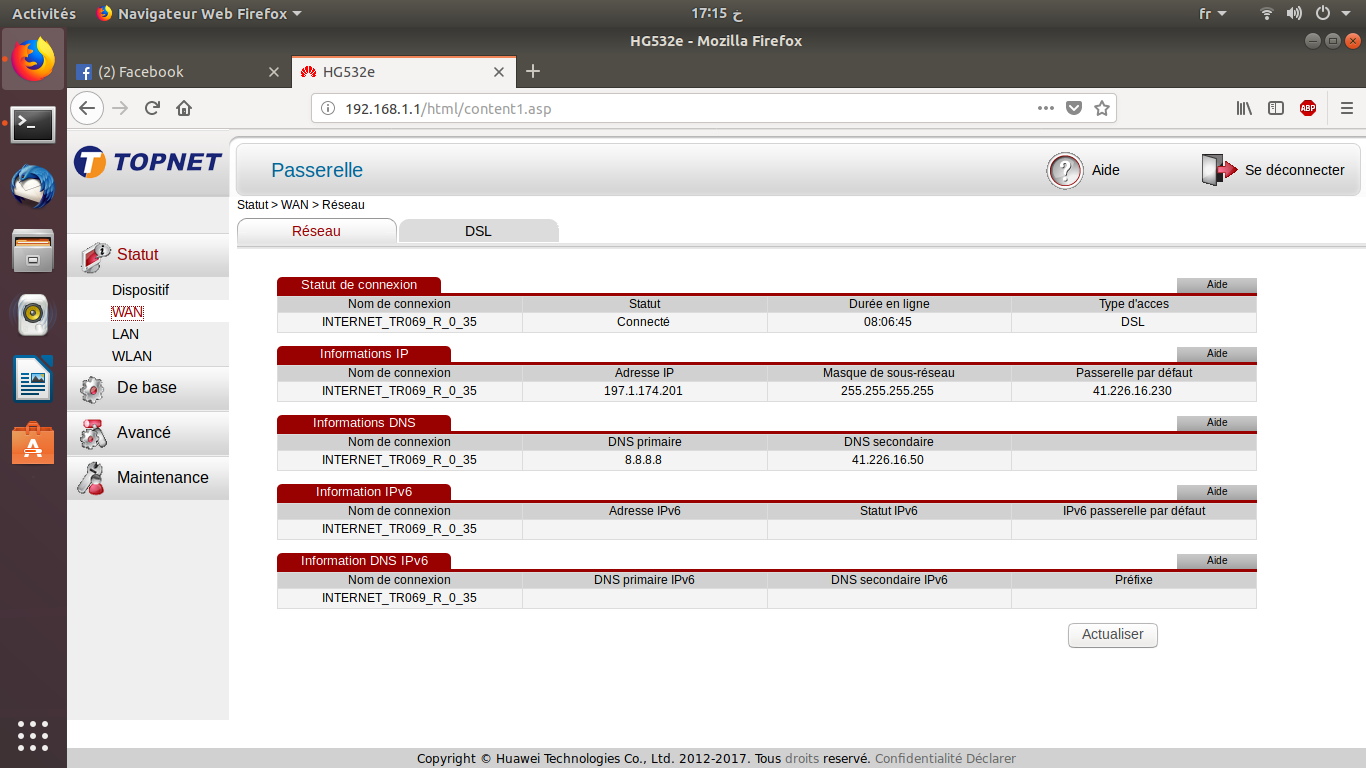 Activités Navigateur Web Firefox 17:15 خ fr
HG532e - Mozilla Firefox
(2) Facebook HG532e
192.168.1.1/html/content1.asp ABP
TOPNET
Passerelle Aide Se déconnecter
Statut > WAN > Réseau
Réseau DSL
Statut
Dispositif
WAN
LAN
WLAN
De base
Avancé
Maintenance
Statut de connexion Aide
Nom de connexion Statut Durée en ligne Type d'acces
INTERNET_TR069_R_0_35 Connecté 08:06:45 DSL
Informations IP Aide
Nom de connexion Adresse IP Masque de sous-réseau Passerelle par défaut
INTERNET_TR069_R_0_35 197.1.174.201 255.255.255.255 41.226.16.230
Informations DNS Aide
Nom de connexion DNS primaire DNS secondaire
INTERNET_TR069_R_0_35 8.8.8.8 41.226.16.50
Information IPv6 Aide
Nom de connexion Adresse IPv6 Statut IPv6 IPv6 passerelle par défaut
INTERNET_TR069_R_0_35
Information DNS IPv6 Aide
Nom de connexion DNS primaire IPv6 DNS secondaire IPv6 Préfixe
INTERNET_TR069_R_0_35
Actualiser
Copyright © Huawei Technologies Co., Ltd. 2012-2017. Tous droits reservé. Confidentialité Déclarer